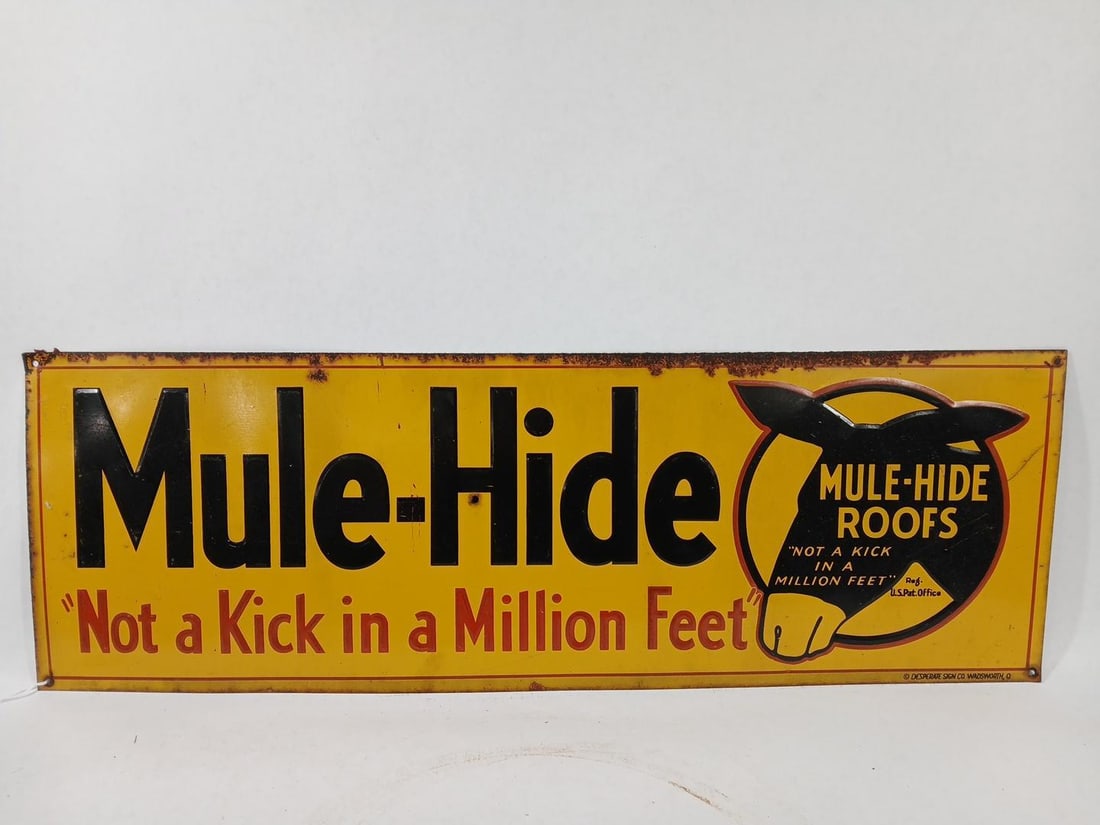 Mule-Hide
"Not a Kick in a Million Feet"
MULE-HIDE
ROOFS
"NOT A KICK
IN A
MILLION FEET"
Reg.
U.S. Pat. Office
© DESPERATE SIGN CO. WADSWORTH, O.